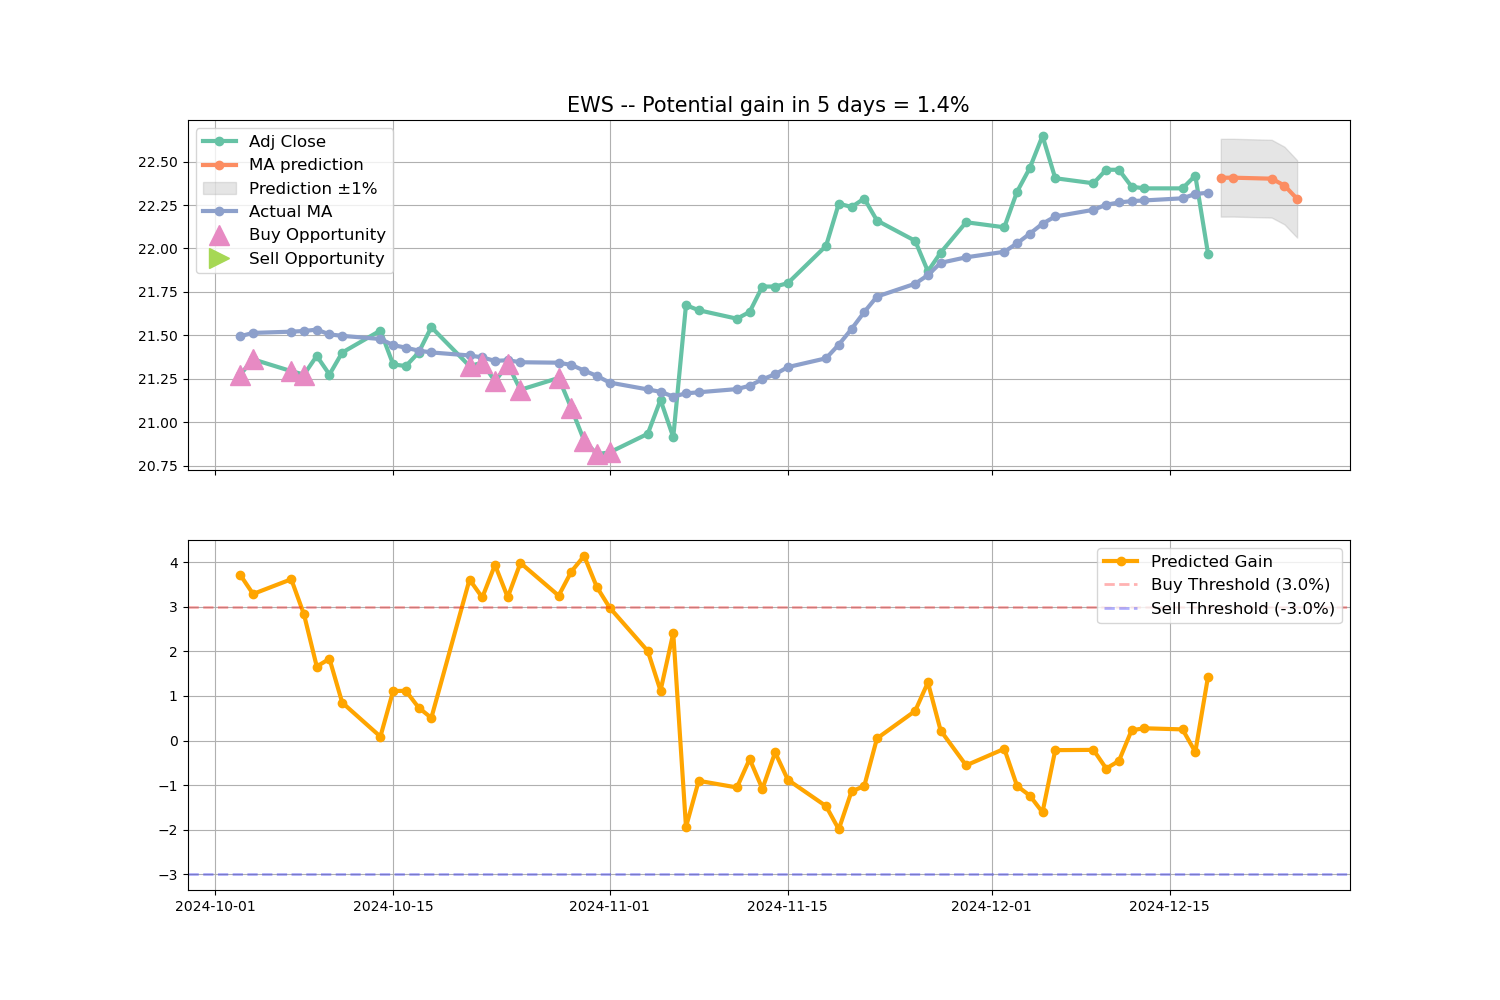 EWS -- Potential gain in 5 days = 1.4%
Adj Close
MA prediction
Prediction ±1%
Actual MA
Buy Opportunity
Sell Opportunity
22.50
22.25
22.00
21.75
21.50
21.25
21.00
20.75
Predicted Gain
Buy Threshold (3.0%)
Sell Threshold (-3.0%)
4
3
2
1
0
−1
−2
−3
2024-10-01
2024-10-15
2024-11-01
2024-11-15
2024-12-01
2024-12-15